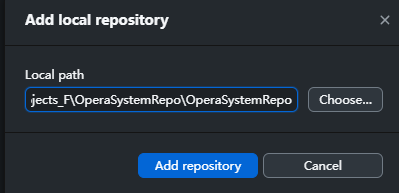 Add local repository
Local path
jects_F\OperaSystemRepo\OperaSystemRepo
Choose...
Add repository
Cancel